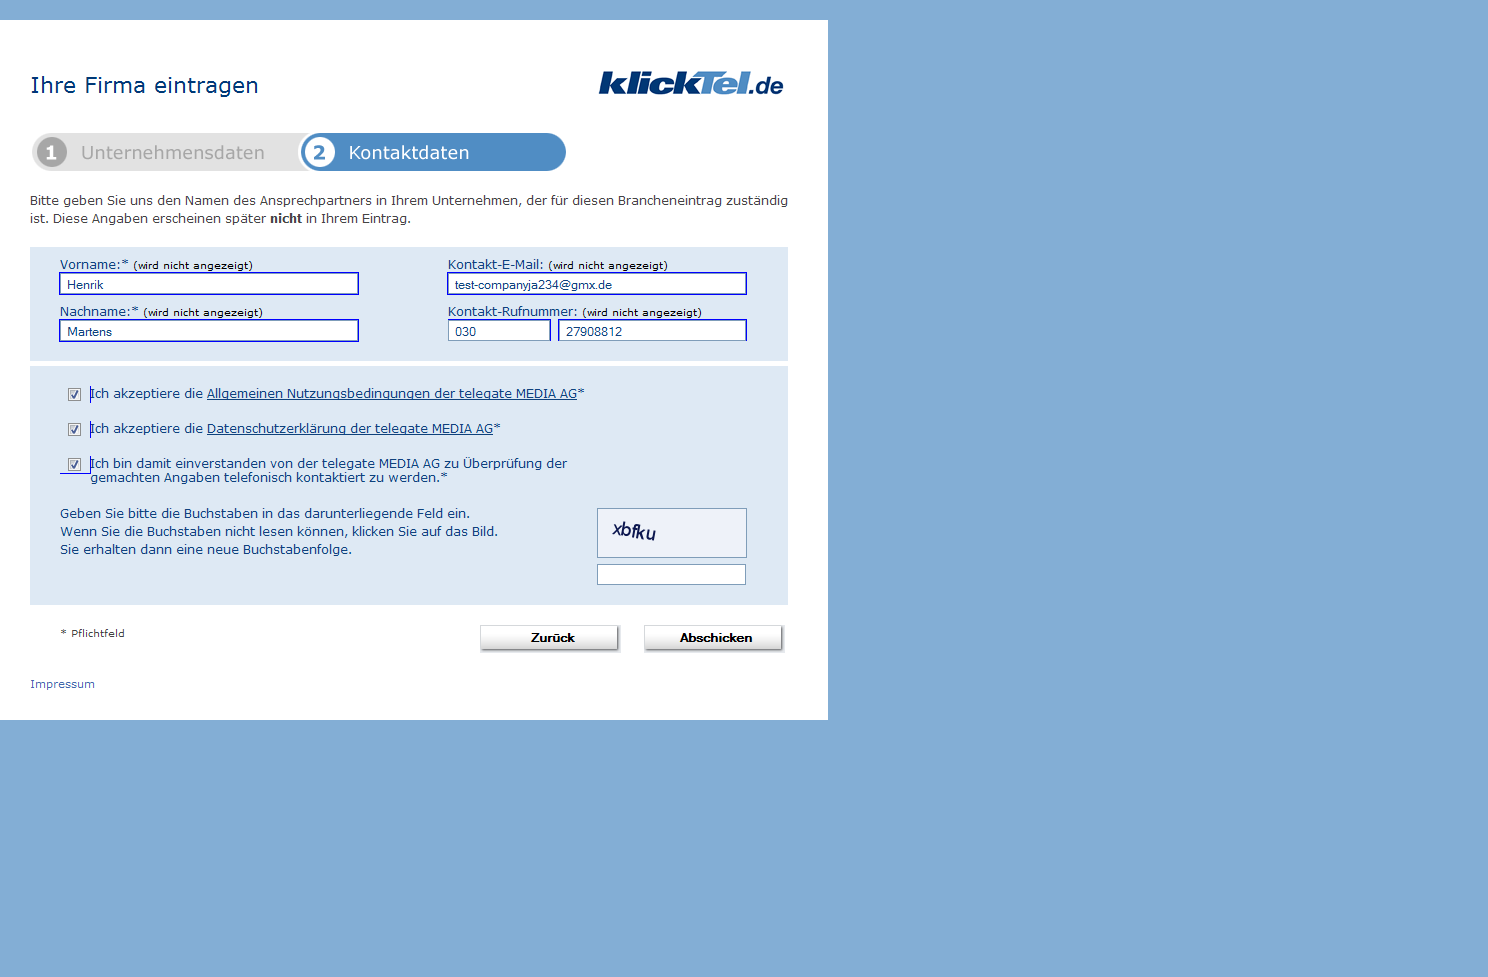 Ihre Firma eintragen
klickTel.de
1 Unternehmensdaten
2 Kontaktdaten
Bitte geben Sie uns den Namen des Ansprechpartners in Ihrem Unternehmen, der für diesen Brancheneintrag zuständig
ist. Diese Angaben erscheinen später nicht in Ihrem Eintrag.
Vorname:* (wird nicht angezeigt)
Henrik
Kontakt-E-Mail: (wird nicht angezeigt)
test-companyja234@gmx.de
Nachname:* (wird nicht angezeigt)
Martens
Kontakt-Rufnummer: (wird nicht angezeigt)
030 27908812
Ich akzeptiere die Allgemeinen Nutzungsbedingungen der telegate MEDIA AG*
Ich akzeptiere die Datenschutzerklärung der telegate MEDIA AG*
Ich bin damit einverstanden von der telegate MEDIA AG zu Überprüfung der
gemachten Angaben telefonisch kontaktiert zu werden.*
Geben Sie bitte die Buchstaben in das darunterliegende Feld ein.
Wenn Sie die Buchstaben nicht lesen können, klicken Sie auf das Bild.
Sie erhalten dann eine neue Buchstabenfolge.
xbfku
* Pflichtfeld
Zurück
Abschicken
Impressum